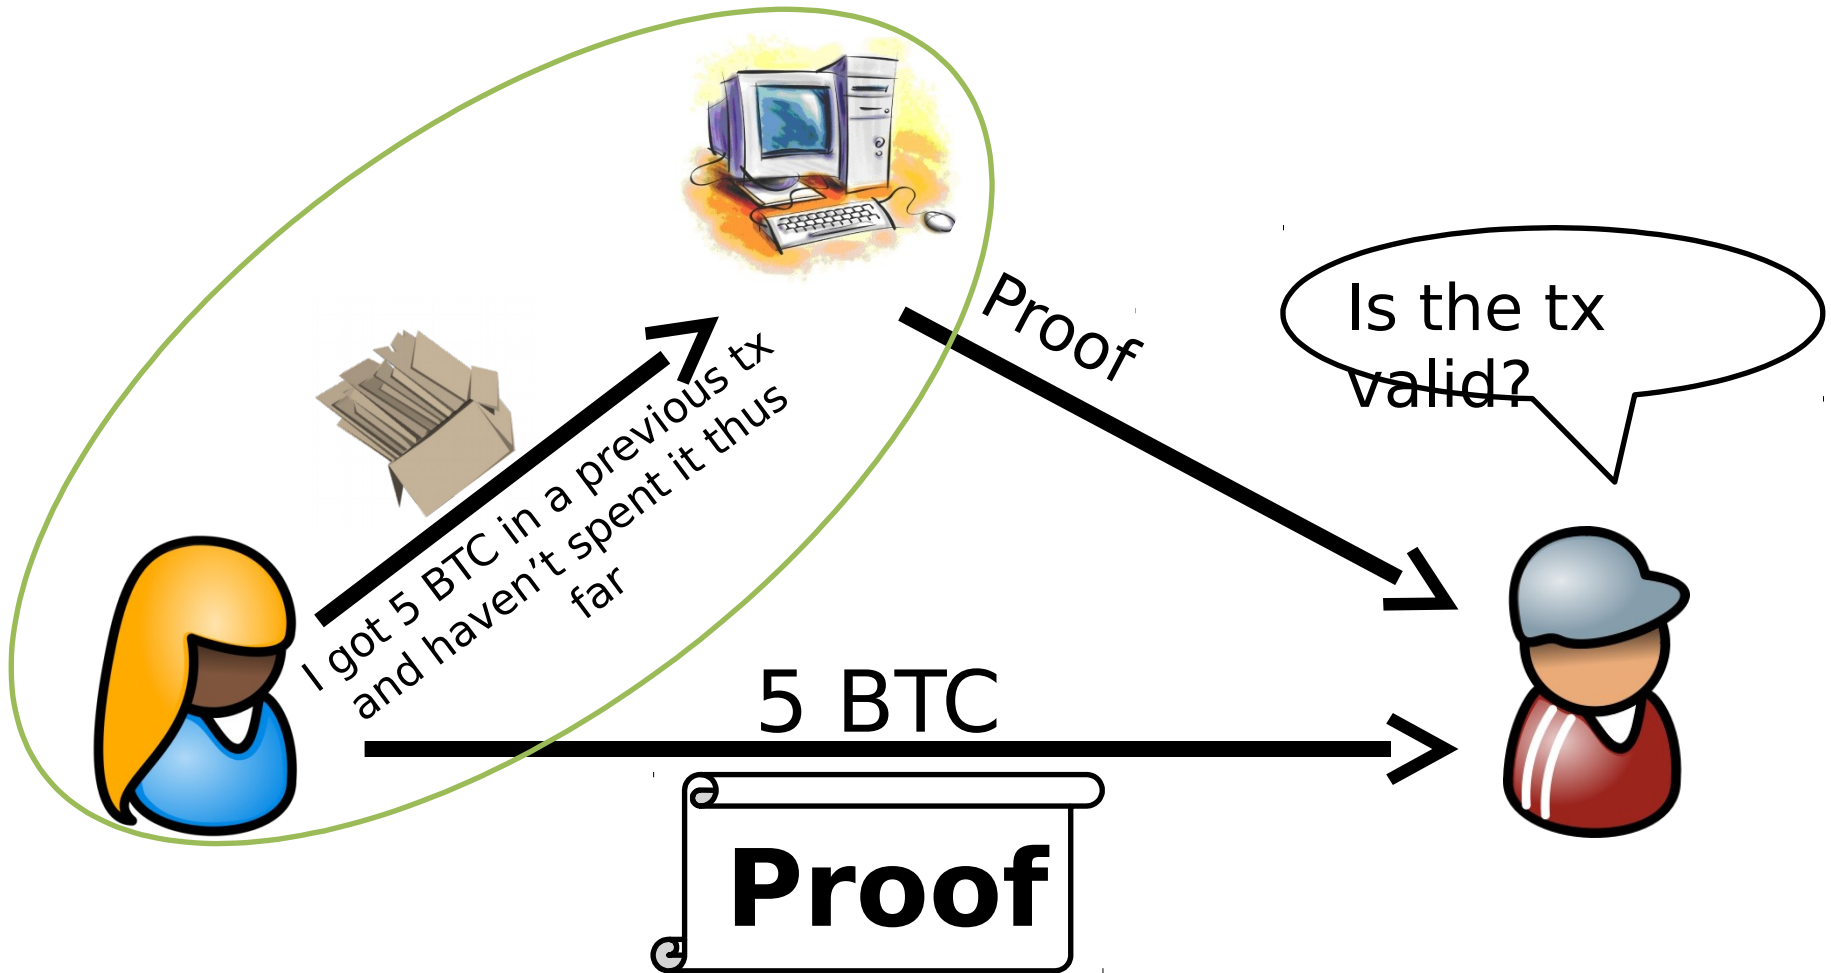 Proof
Is the tx
valid?
I got 5 BTC in a previous tx
and haven’t spent it thus
far
5 BTC
Proof